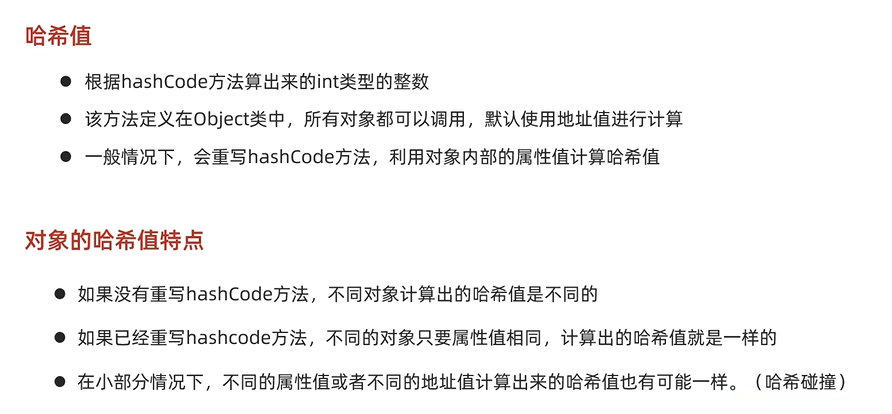 哈希值
● 根据hashCode方法算出来的int类型的整数
● 该方法定义在Object类中，所有对象都可以调用，默认使用地址值进行计算
● 一般情况下，会重写hashCode方法，利用对象内部的属性值计算哈希值
对象的哈希值特点
● 如果没有重写hashCode方法，不同对象计算出的哈希值是不同的
● 如果已经重写hashcode方法，不同的对象只要属性值相同，计算出的哈希值就是一样的
● 在小部分情况下，不同的属性值或者不同的地址值计算出来的哈希值也有可能一样。（哈希碰撞）